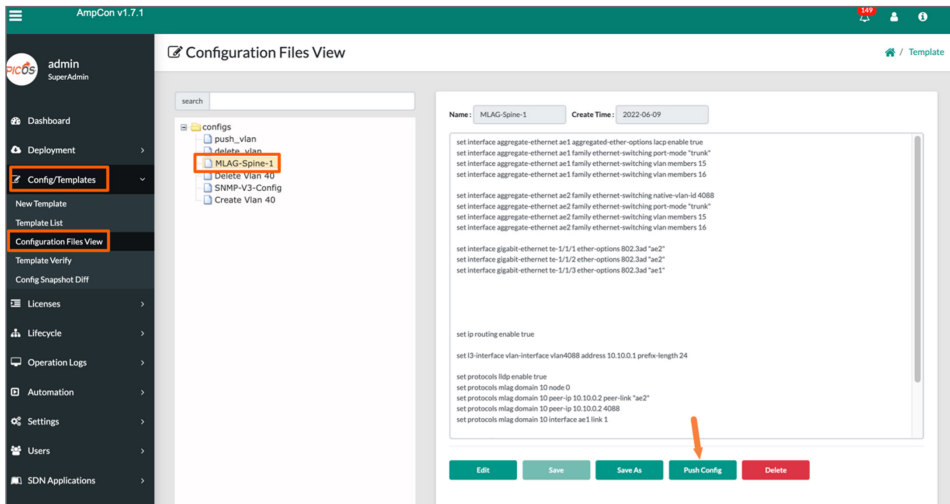 AmpCon v1.7.1
149
PICOS
admin
SuperAdmin
Dashboard
Deployment
Config/Templates
New Template
Template List
Configuration Files View
Template Verify
Config Snapshot Diff
Licenses
Lifecycle
Operation Logs
Automation
Settings
Users
SDN Applications
Configuration Files View
/ Template
search
configs
push_vlan
delete_vlan
MLAG-Spine-1
Delete Vlan 40
SNMP-V3-Config
Create Vlan 40
Name : MLAG-Spine-1 Create Time : 2022-06-09
set interface aggregate-ethernet ae1 aggregated-ether-options lacp enable true
set interface aggregate-ethernet ae1 family ethernet-switching port-mode "trunk"
set interface aggregate-ethernet ae1 family ethernet-switching vlan members 15
set interface aggregate-ethernet ae1 family ethernet-switching vlan members 16
set interface aggregate-ethernet ae2 family ethernet-switching native-vlan-id 4088
set interface aggregate-ethernet ae2 family ethernet-switching port-mode "trunk"
set interface aggregate-ethernet ae2 family ethernet-switching vlan members 15
set interface aggregate-ethernet ae2 family ethernet-switching vlan members 16
set interface gigabit-ethernet te-1/1/1 ether-options 802.3ad "ae2"
set interface gigabit-ethernet te-1/1/2 ether-options 802.3ad "ae2"
set interface gigabit-ethernet te-1/1/3 ether-options 802.3ad "ae1"
set ip routing enable true
set l3-interface vlan-interface vlan4088 address 10.10.0.1 prefix-length 24
set protocols lldp enable true
set protocols mlag domain 10 node 0
set protocols mlag domain 10 peer-ip 10.10.0.2 peer-link "ae2"
set protocols mlag domain 10 peer-ip 10.10.0.2 4088
set protocols mlag domain 10 interface ae1 link 1
Edit Save Save As Push Config Delete